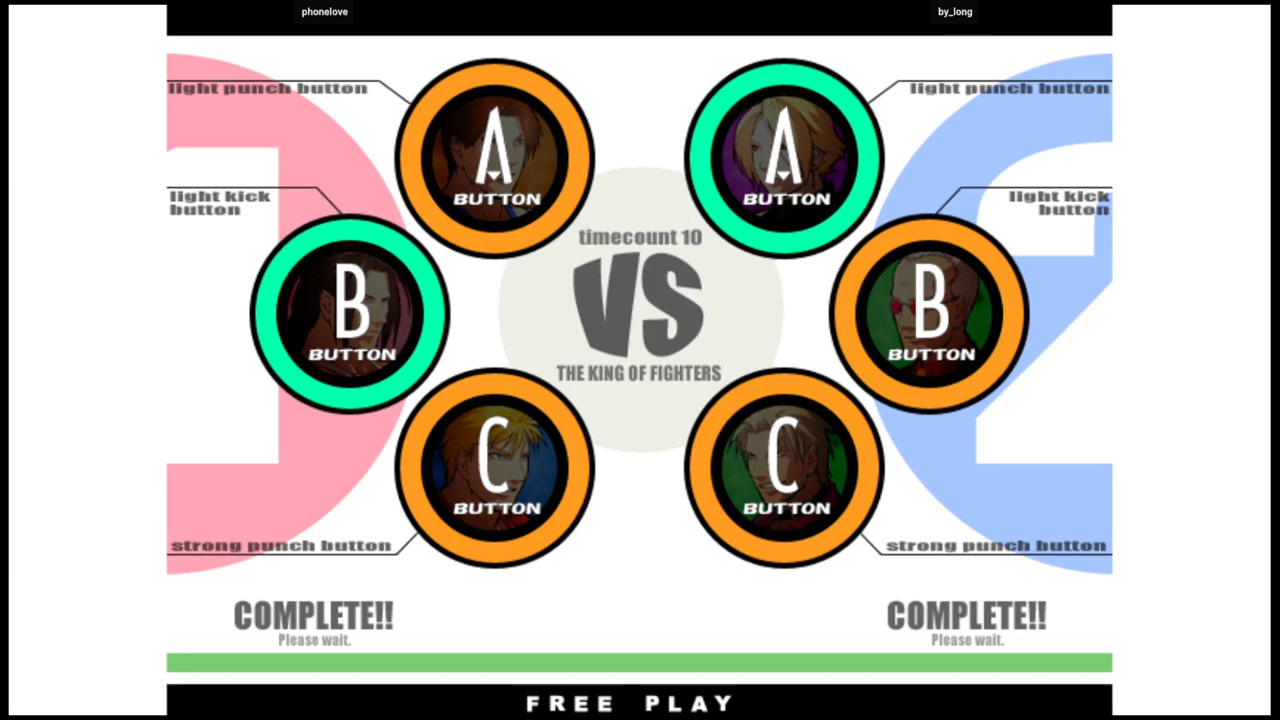 phonelove
by_long
light punch button
light punch button
A
BUTTON
A
BUTTON
light kick
button
light kick
button
timecount 10
VS
THE KING OF FIGHTERS
B
BUTTON
B
BUTTON
1
2
C
BUTTON
C
BUTTON
strong punch button
strong punch button
COMPLETE!!
Please wait.
COMPLETE!!
Please wait.
FREE PLAY